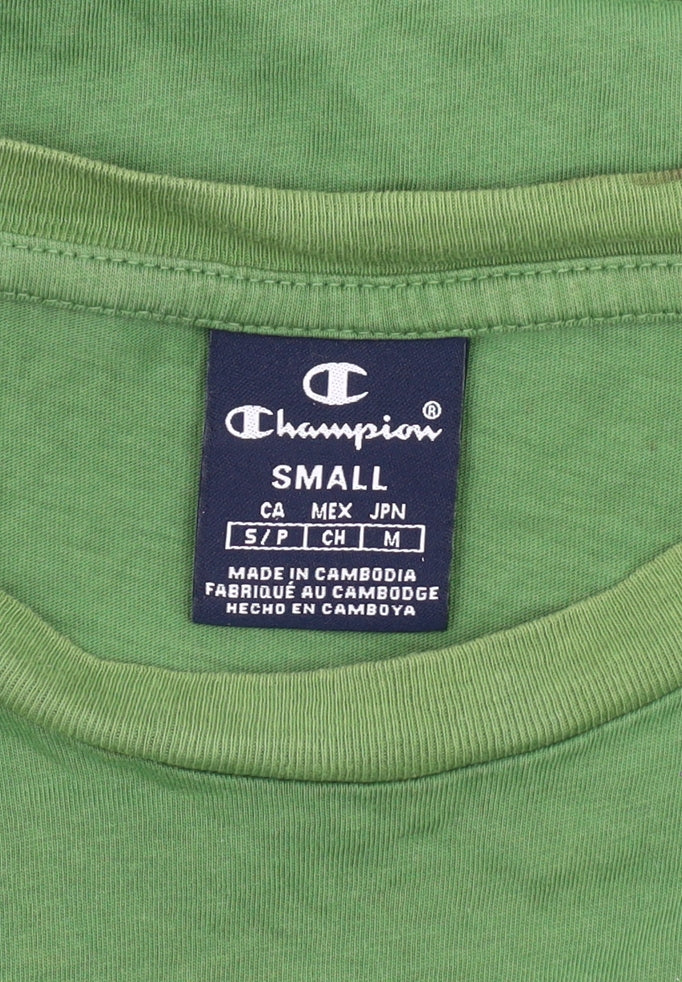 Champion®
SMALL
CA MEX JPN
S/P CH M
MADE IN CAMBODIA
FABRIQUÉ AU CAMBODGE
HECHO EN CAMBOYA